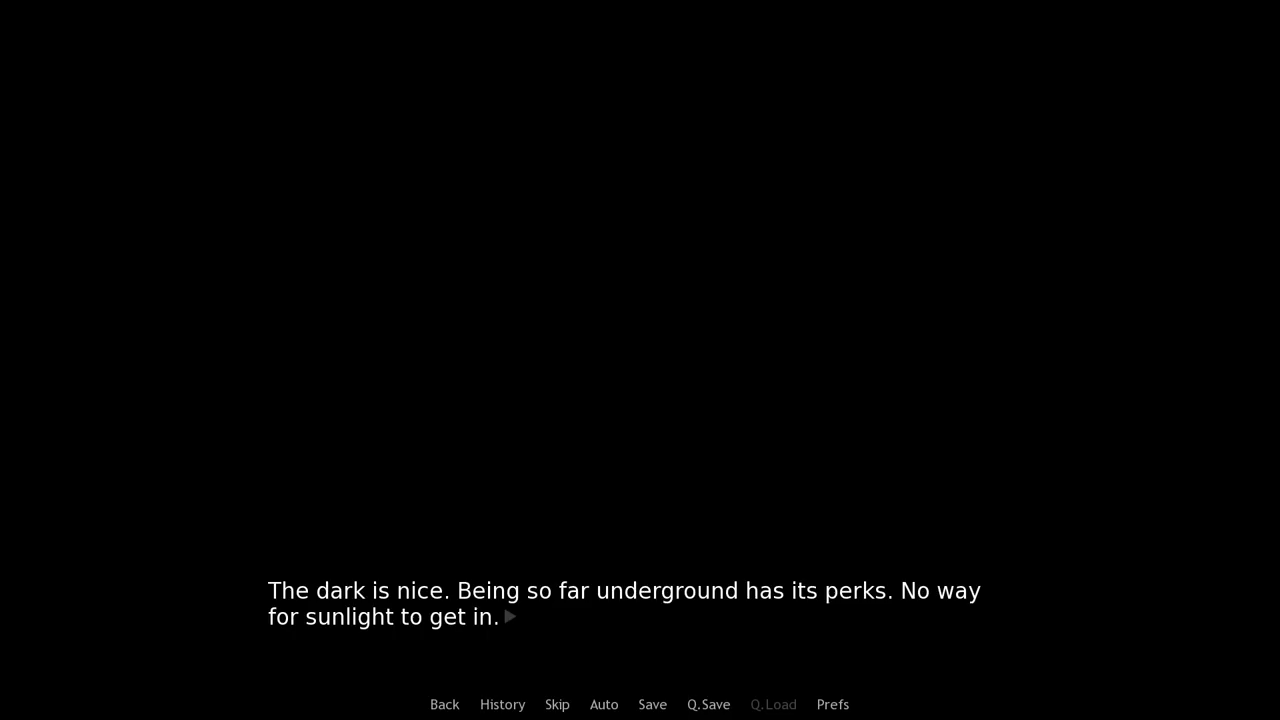 The dark is nice. Being so far underground has its perks. No way
for sunlight to get in.
Back History Skip Auto Save Q.Save Q.Load Prefs